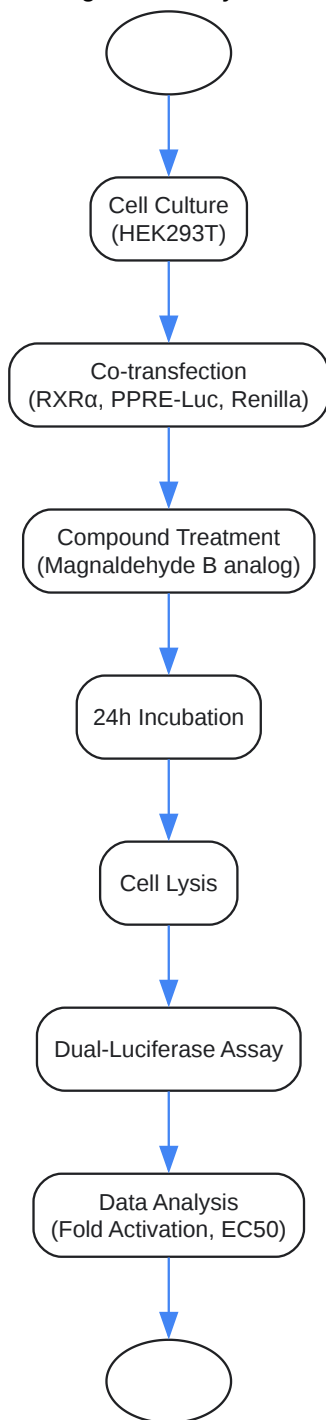 Cell Culture
(HEK293T)
Co-transfection
(RXRα, PPRE-Luc, Renilla)
Compound Treatment
(Magnaldehyde B analog)
24h Incubation
Cell Lysis
Dual-Luciferase Assay
Data Analysis
(Fold Activation, EC50)